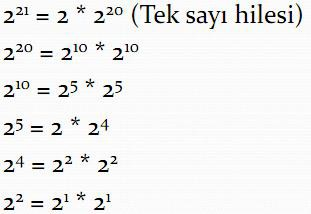 2²¹ = 2 * 2²⁰ (Tek sayı hilesi)
2²⁰ = 2¹⁰ * 2¹⁰
2¹⁰ = 2⁵ * 2⁵
2⁵ = 2 * 2⁴
2⁴ = 2² * 2²
2² = 2¹ * 2¹